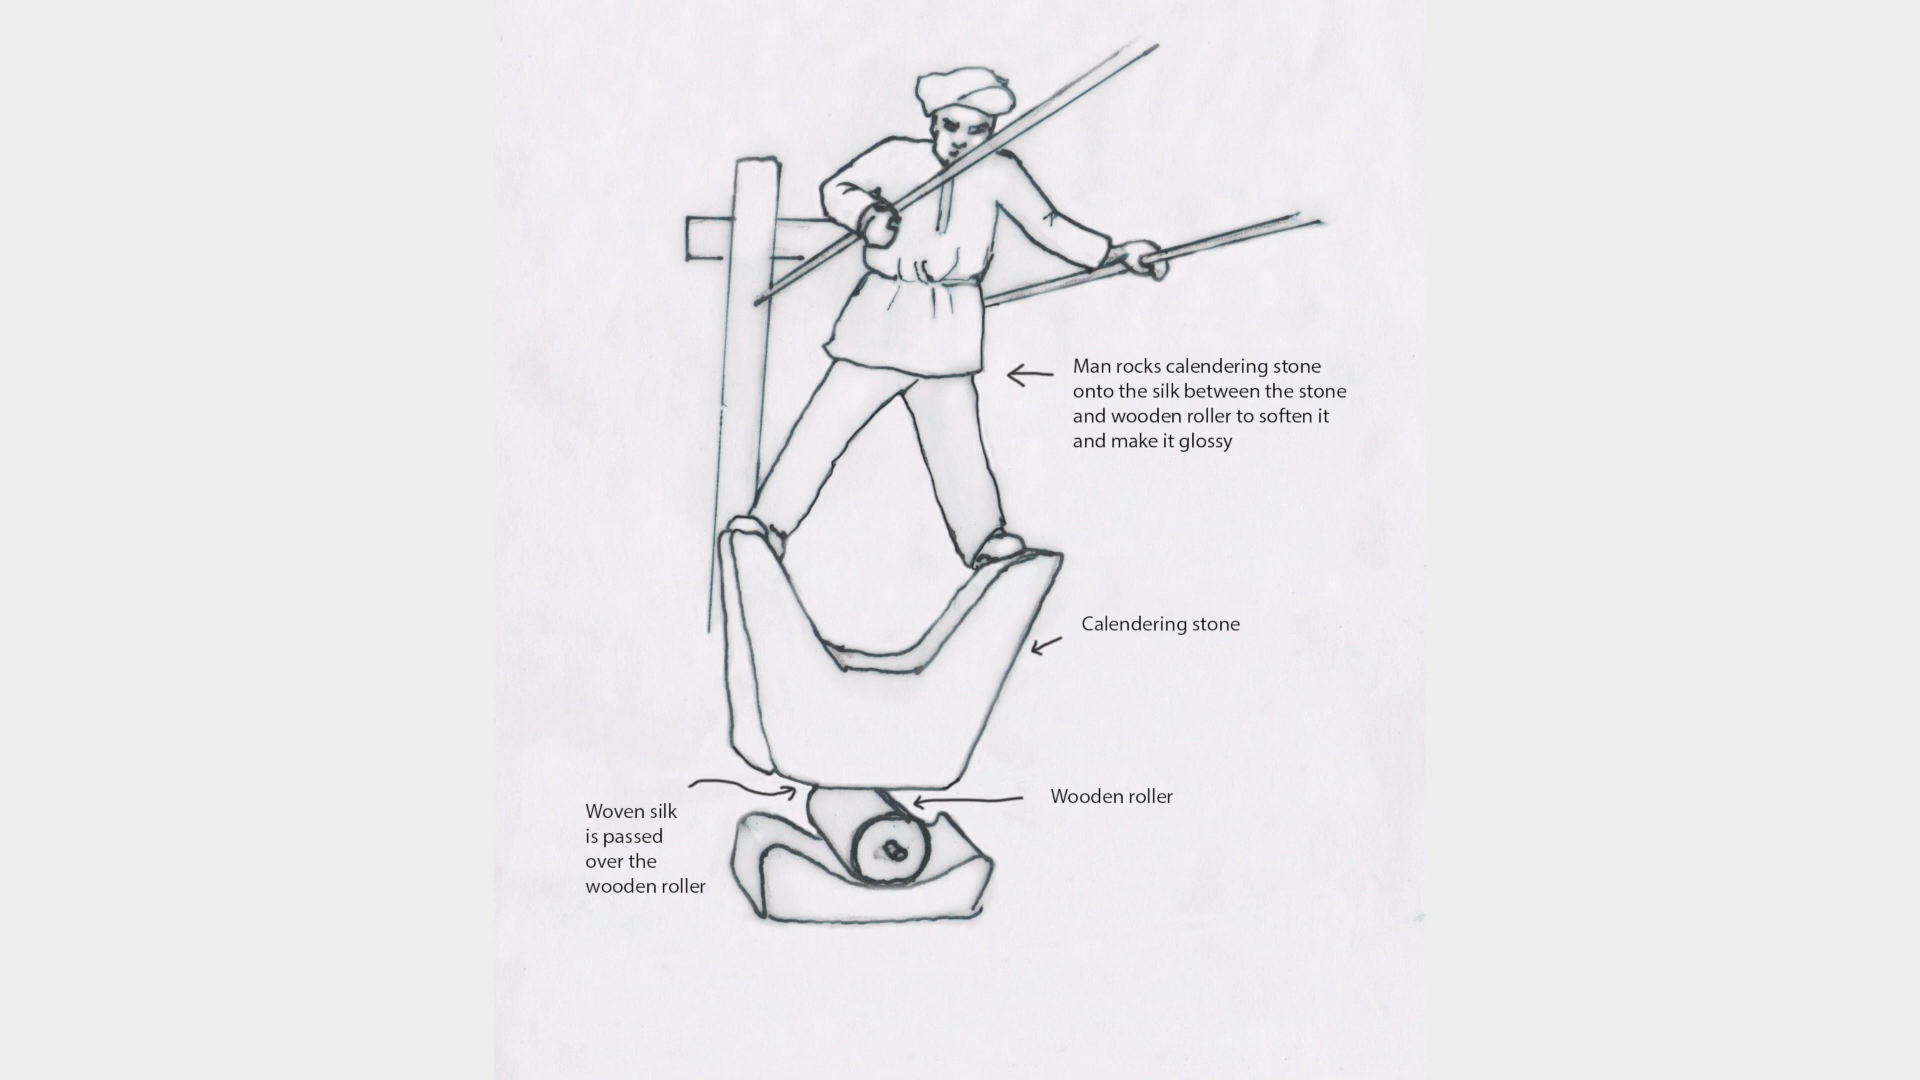 Man rocks calendering stone
onto the silk between the stone
and wooden roller to soften it
and make it glossy
Calendering stone
Wooden roller
Woven silk
is passed
over the
wooden roller